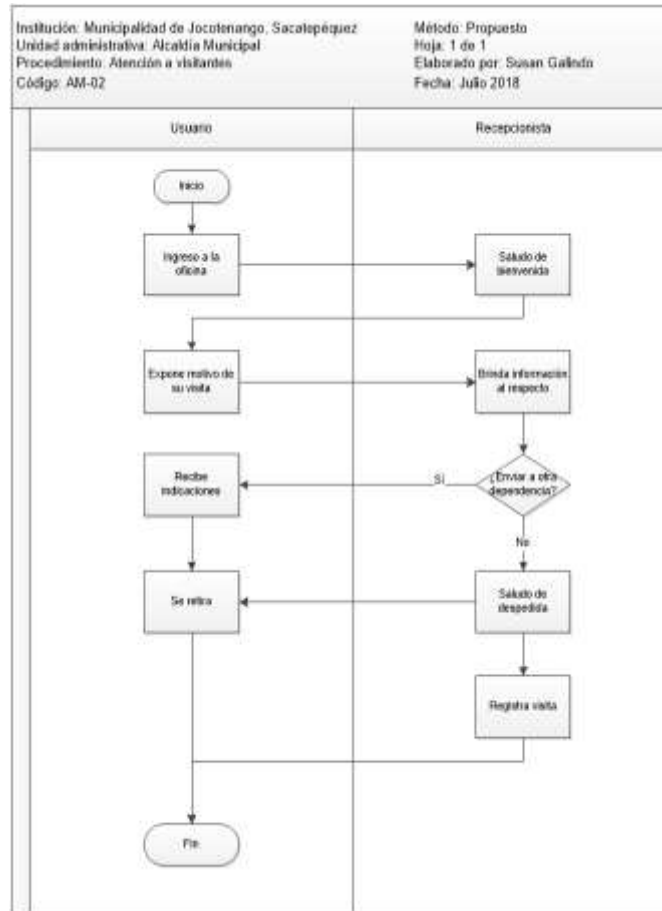 Institución: Municipalidad de Jocotenango, Sacatepéquez
Unidad administrativa: Alcaldía Municipal
Procedimiento: Atención a visitantes
Código: AM-02
Método: Propuesto
Hoja: 1 de 1
Elaborado por: Susan Galindo
Fecha: Julio 2018
Usuario
Recepcionista
Inicio
Ingreso a la
oficina
Saludo de
bienvenida
Expone motivo de
su visita
Brinda información
al respecto
Recibe
indicaciones
Sí
¿Enviar a otra
dependencia?
No
Se retira
Saludo de
despedida
Registra visita
Fin